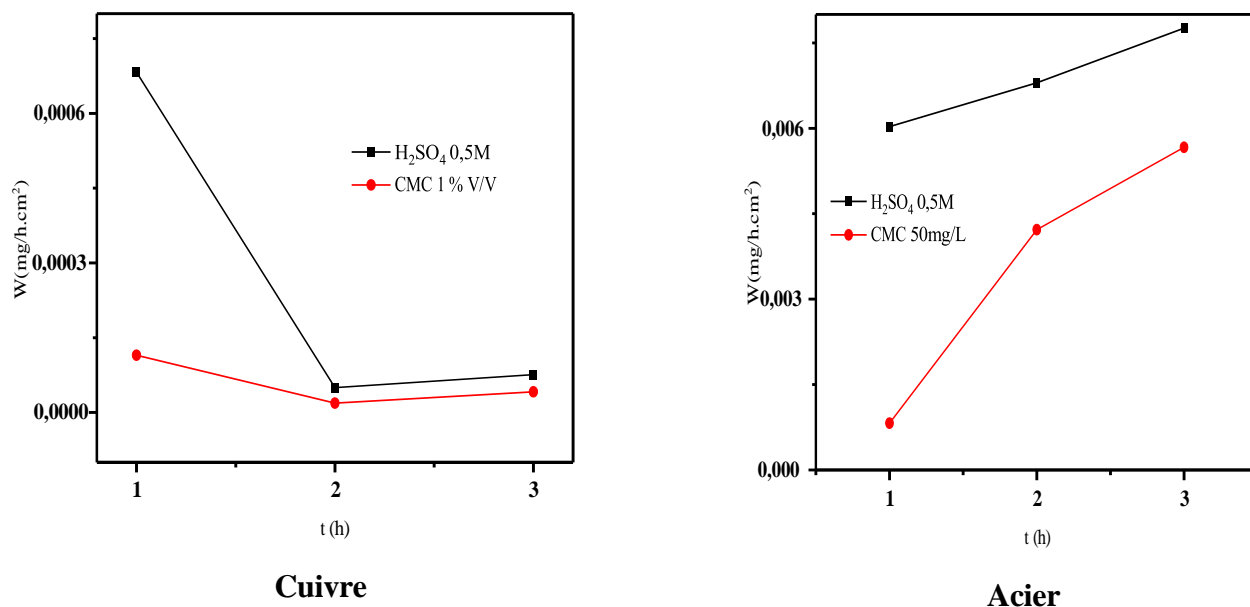 0,0006
0,0003
0,0000
W(mg/h.cm²)
H₂SO₄ 0,5M
CMC 1 % V/V
1 2 3
t (h)
Cuivre
0,006
0,003
0,000
W(mg/h.cm²)
H₂SO₄ 0,5M
CMC 50mg/L
1 2 3
t (h)
Acier